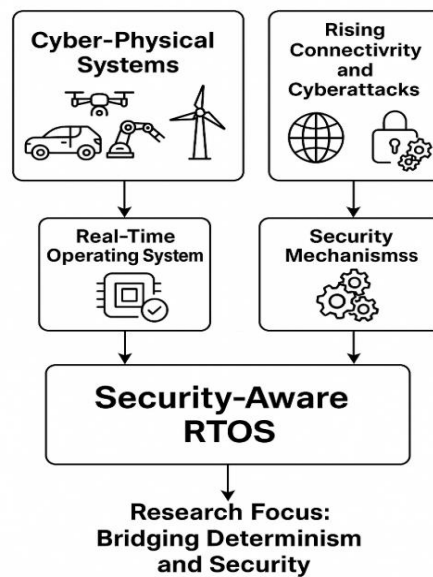 Cyber-Physical
Systems
Rising
Connectivrity
and
Cyberattacks
Real-Time
Operating System
Security
Mechanismss
Security-Aware
RTOS
Research Focus:
Bridging Determinism
and Security